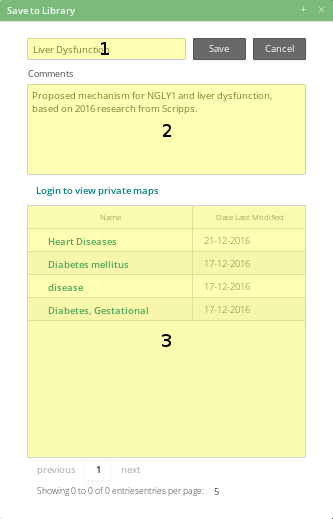 Save to Library + ×
Liver Dysfunction 1 Save Cancel
Comments
Proposed mechanism for NGLY1 and liver dysfunction,
based on 2016 research from Scripps.
2
Login to view private maps
Name Date Last Modified
Heart Diseases 21-12-2016
Diabetes mellitus 17-12-2016
disease 17-12-2016
Diabetes, Gestational 17-12-2016
3
previous 1 next
Showing 0 to 0 of 0 entriesentries per page: 5